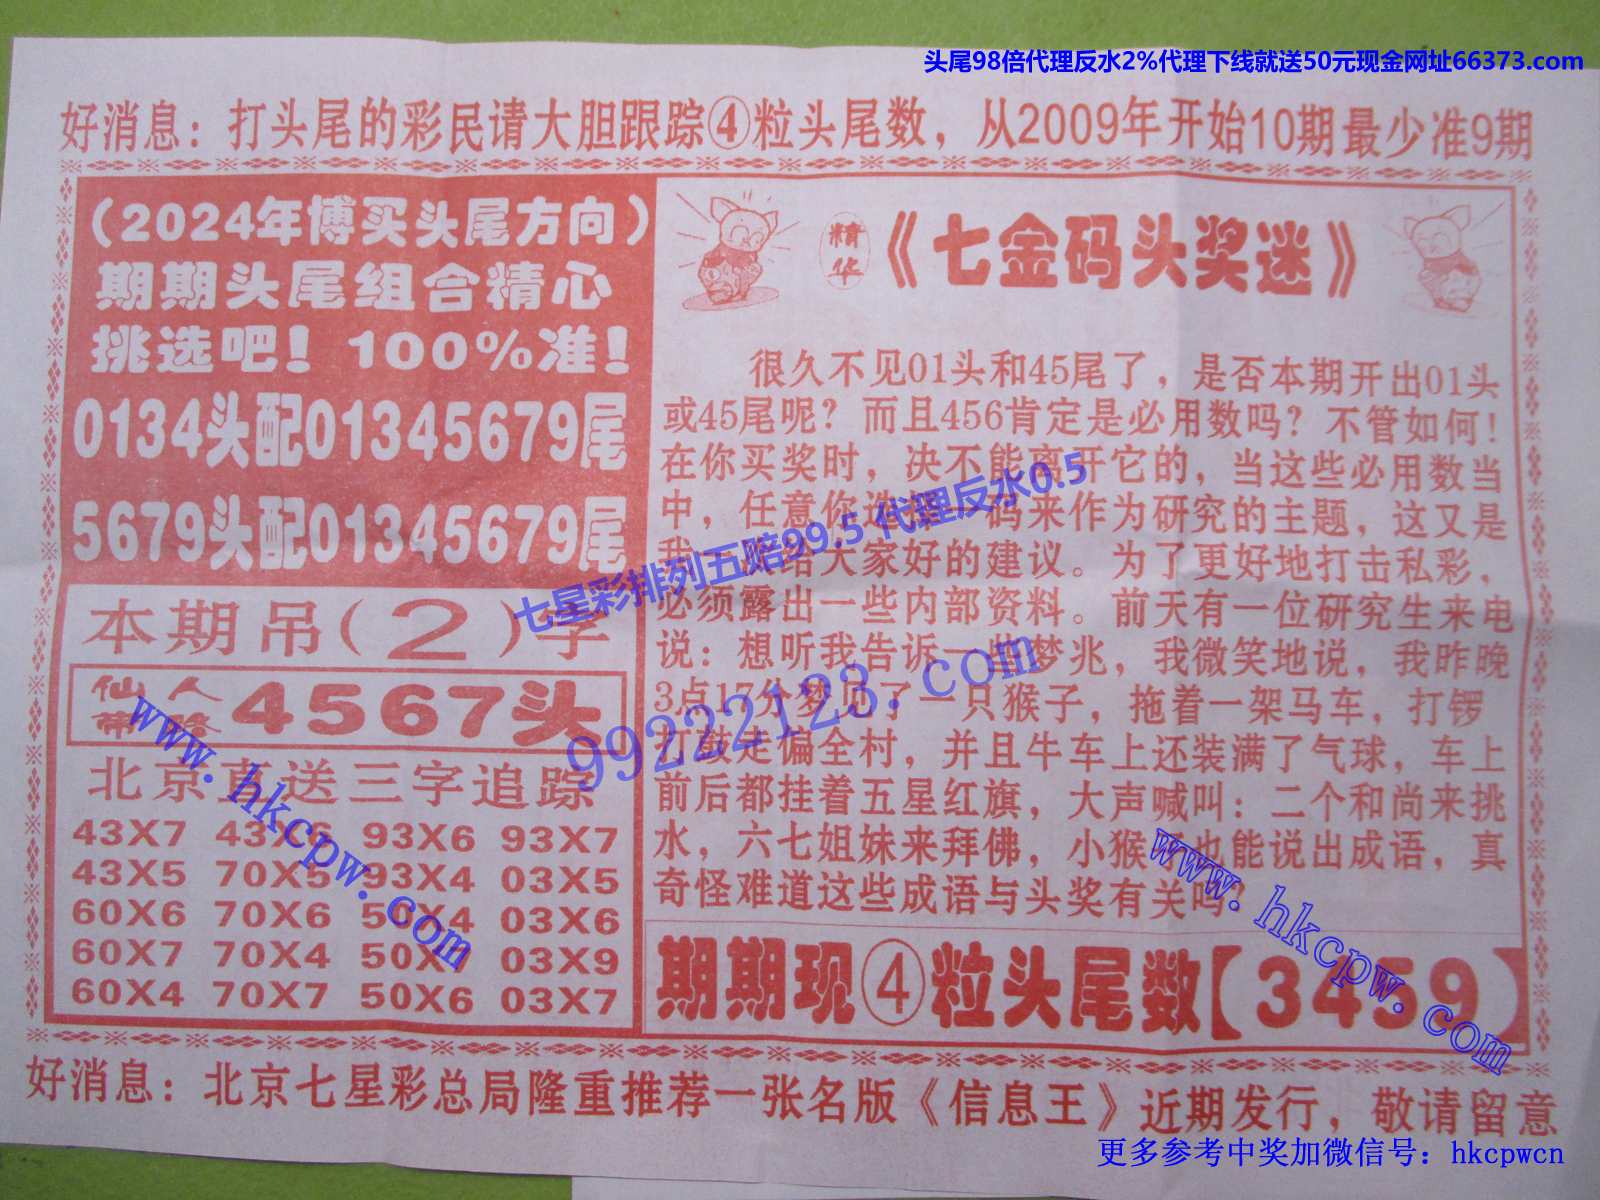 头尾98倍代理反水2%代理下线就送50元现金网址66373.com
好消息：打头尾的彩民请大胆跟踪④粒头尾数，从2009年开始10期最少准9期
（2024年博买头尾方向）
期期头尾组合精心
挑选吧！100%准！
0134头配01345679尾
5679头配01345679尾
本期吊（2）字
仙人 4567头
北京直送三字追踪
43X7 43X6 93X6 93X7
43X5 70X5 93X4 03X5
60X6 70X6 50X4 03X6
60X7 70X4 50X7 03X9
60X4 70X7 50X6 03X7
精华《七金码头奖迷》
很久不见01头和45尾了，是否本期开出01头
或45尾呢？而且456肯定是必用数吗？不管如何！
在你买奖时，决不能离开它的，当这些必用数当
中，任意你选 码来作为研究的主题，这又是
我 给大家好的建议。为了更好地打击私彩，
必须露出一些内部资料。前天有一位研究生来电
说：想听我告诉一些梦兆，我微笑地说，我昨晚
3点17分梦见了一只猴子，拖着一架马车，打锣
打鼓走遍全村，并且牛车上还装满了气球，车上
前后都挂着五星红旗，大声喊叫：二个和尚来挑
水，六七姐妹来拜佛，小猴子也能说出成语，真
奇怪难道这些成语与头奖有关吗？
期期现④粒头尾数【3459】
好消息：北京七星彩总局隆重推荐一张名版《信息王》近期发行，敬请留意
更多参考中奖加微信号：hkcpwcn
七星彩排列五赔99.5 代理反水0.5
99222123.com
www.hkcpw.com
www.hkcpw.com